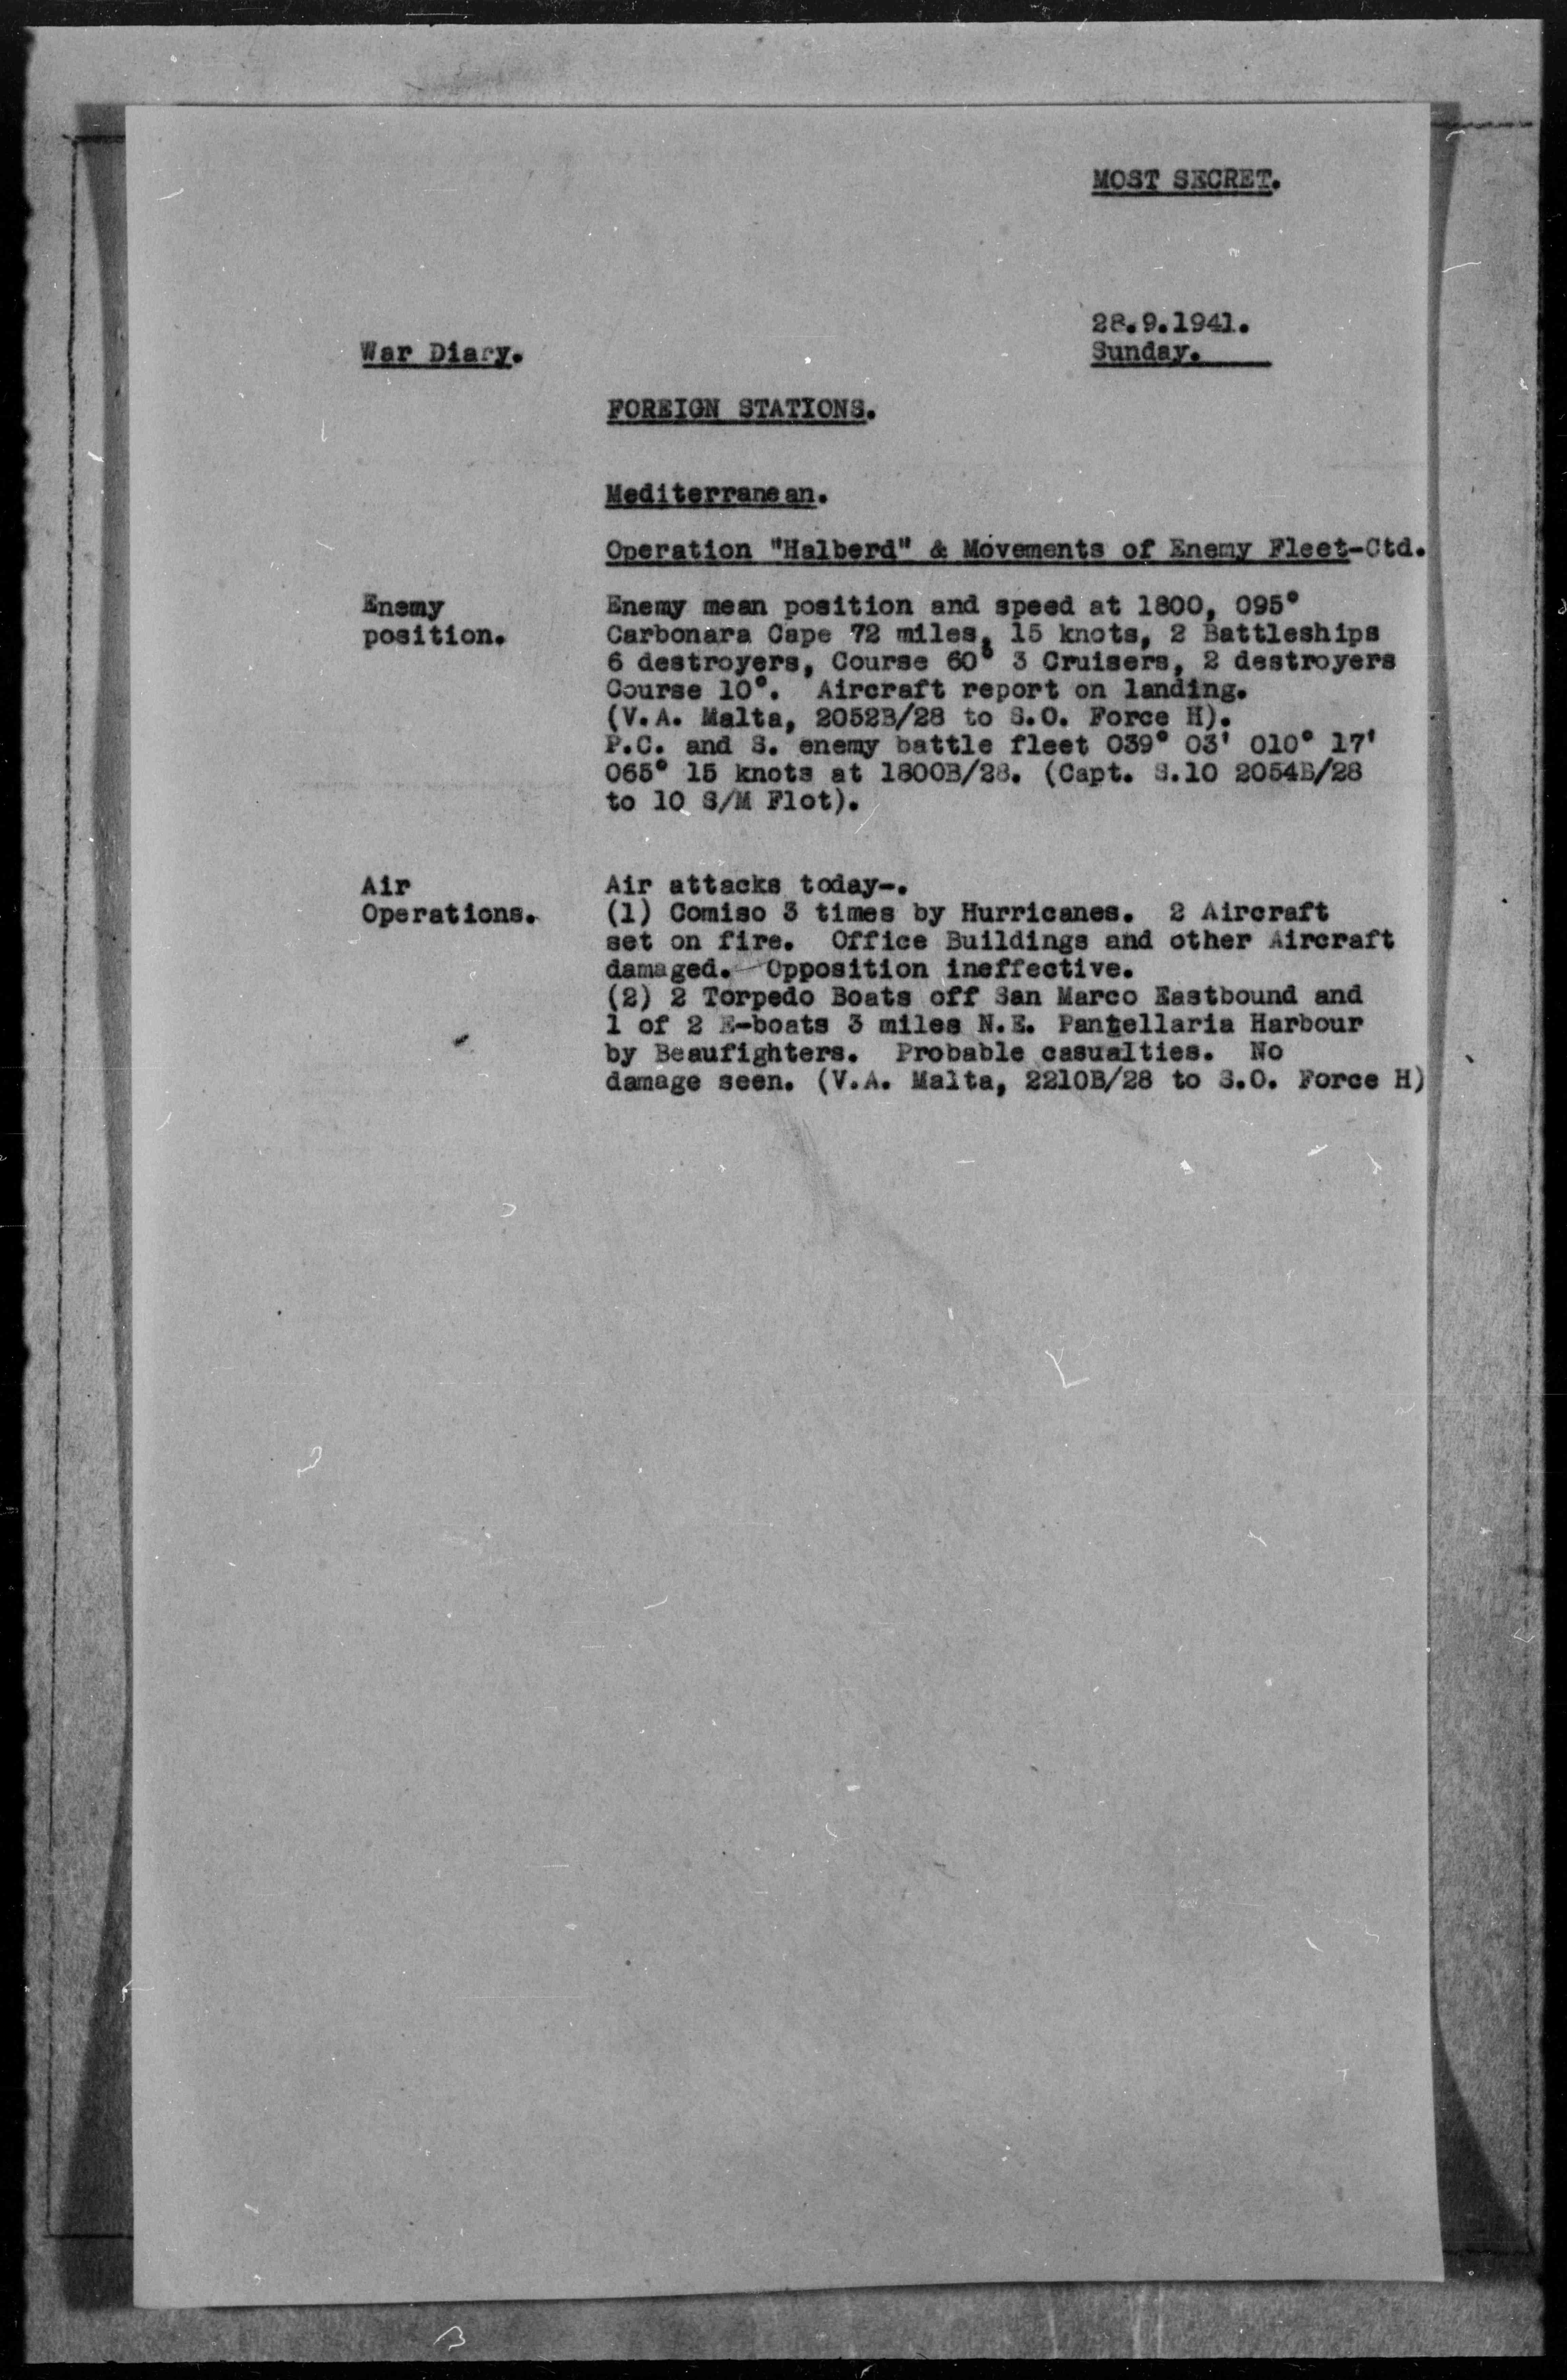 MOST SECRET.
28.9.1941.
War Diary.
Sunday.
FOREIGN STATIONS.
Mediterranean.
Operation "Halberd" & Movements of Enemy Fleet-Ctd.
Enemy position.
Enemy mean position and speed at 1800, 095°
Carbonara Cape 72 miles, 15 knots, 2 Battleships
6 destroyers, Course 60° 3 Cruisers, 2 destroyers
Course 10°. Aircraft report on landing.
(V.A. Malta, 2052B/28 to S.O. Force H).
P.C. and S. enemy battle fleet 039° 03' 010° 17'
065° 15 knots at 1800B/28. (Capt. S.10 2054B/28
to 10 S/M Flot).
Air
Operations.
Air attacks today-.
(1) Comiso 3 times by Hurricanes. 2 Aircraft
set on fire. Office Buildings and other Aircraft
damaged. Opposition ineffective.
(2) 2 Torpedo Boats off San Marco Eastbound and
1 of 2 E-boats 3 miles N.E. Pantellaria Harbour
by Beaufighters. Probable casualties. No
damage seen. (V.A. Malta, 2210B/28 to S.O. Force H)